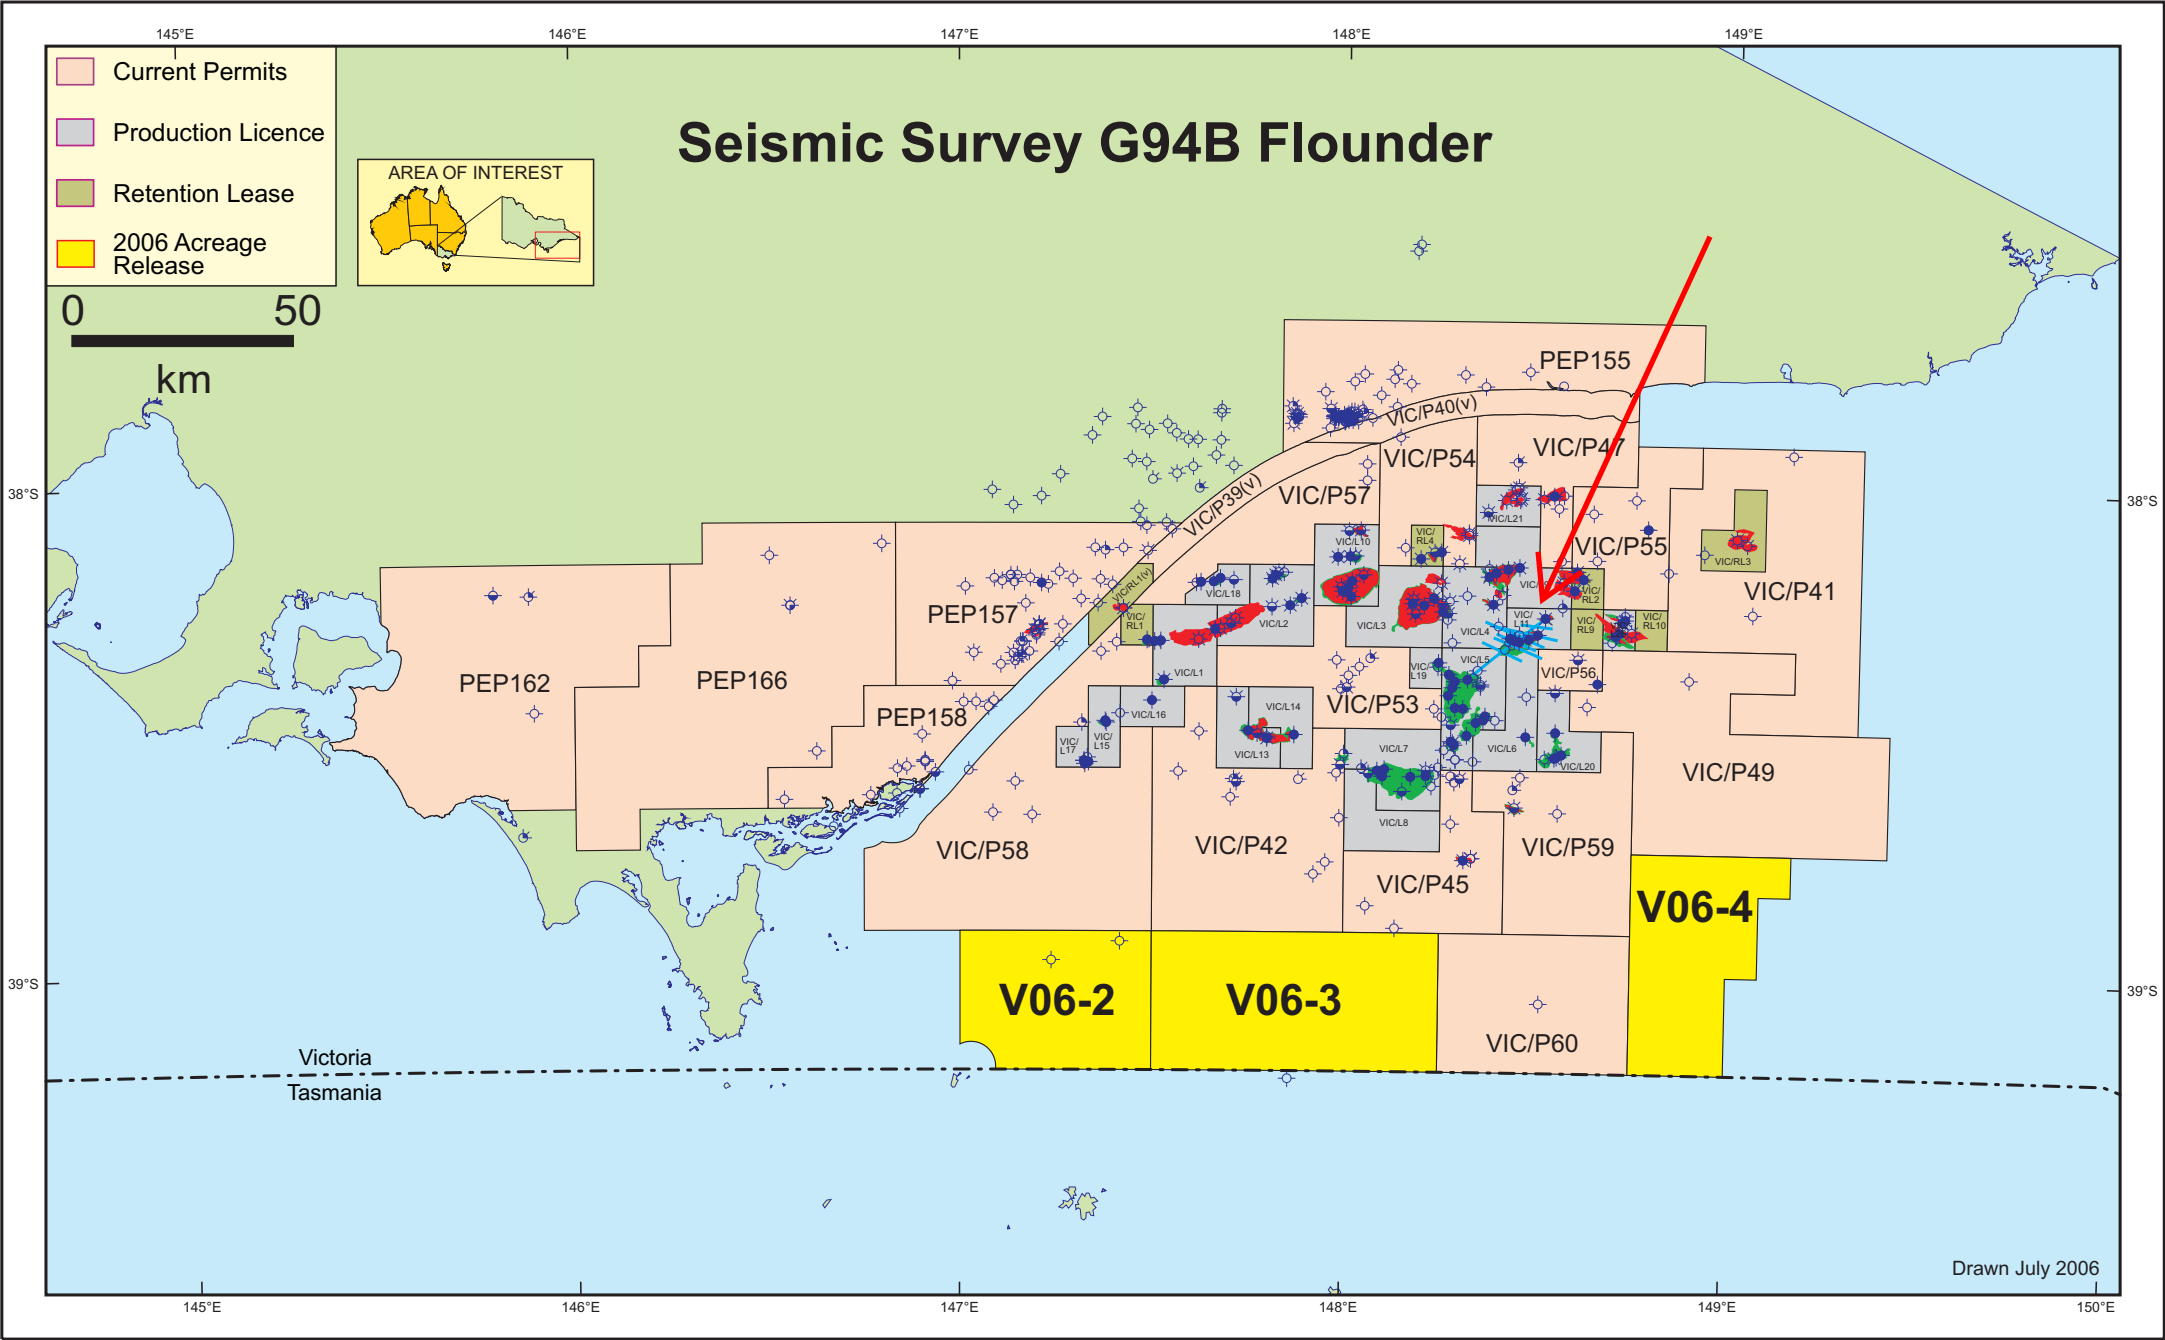 145°E
146°E
147°E
148°E
149°E
Current Permits
Production Licence
Retention Lease
2006 Acreage
Release
AREA OF INTEREST
Seismic Survey G94B Flounder
0 50
km
38°S
38°S
39°S
39°S
PEP155
VIC/P40(v)
VIC/P47
VIC/P54
VIC/P39(v)
VIC/P57
VIC/L21
VIC/L10
VIC/
RL4
VIC/P55
VIC/RL3
VIC/P41
VIC/RL1(v)
VIC/L18
VIC/
RL2
PEP157
VIC/
RL1
VIC/L2
VIC/L3
VIC/L4
VIC/
L11
VIC/
RL9
VIC/
RL10
PEP162
PEP166
VIC/L1
VIC/
L19
VIC/L5
VIC/P56
PEP158
VIC/L16
VIC/L14
VIC/P53
VIC/
L17
VIC/
L15
VIC/L13
VIC/L7
VIC/L6
VIC/L20
VIC/P49
VIC/L8
VIC/P58
VIC/P42
VIC/P59
VIC/P45
V06-4
V06-2
V06-3
VIC/P60
Victoria
Tasmania
Drawn July 2006
145°E
146°E
147°E
148°E
149°E
150°E